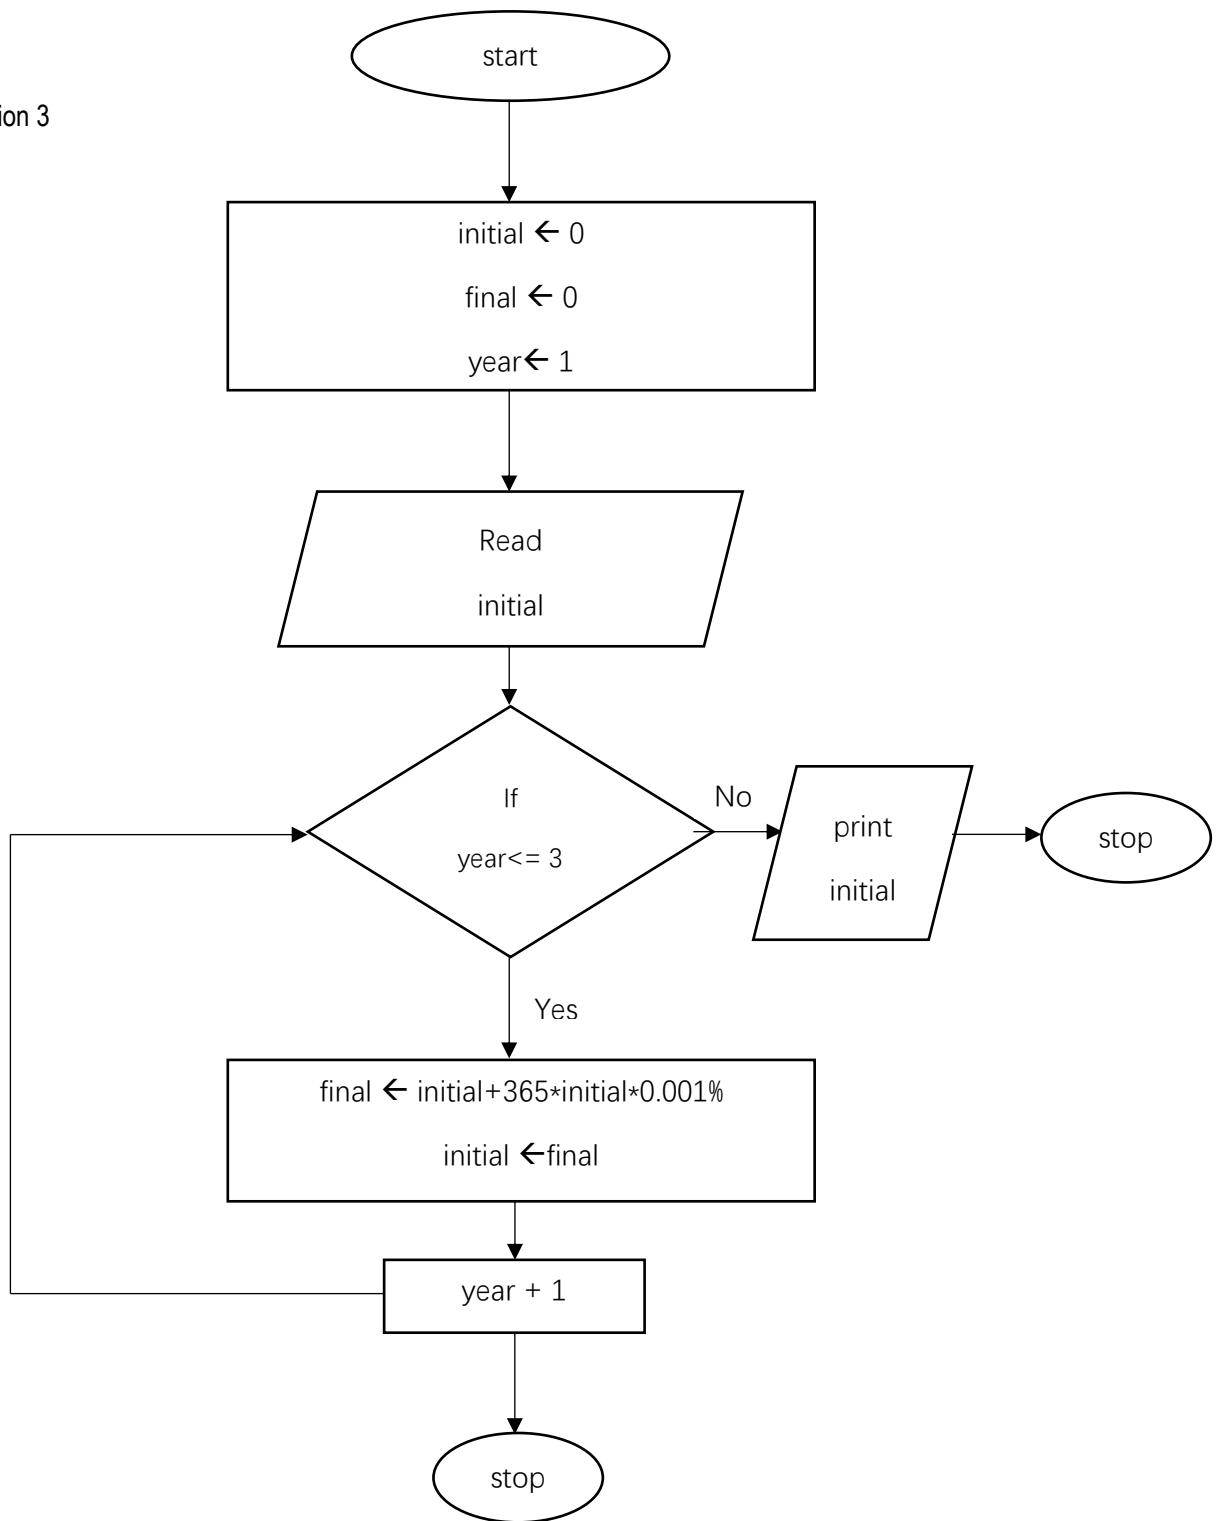 start
ion 3
initial ← 0
final ← 0
year← 1
Read
initial
If
year<= 3
No
print
initial
stop
Yes
final ← initial+365*initial*0.001%
initial ←final
year + 1
stop